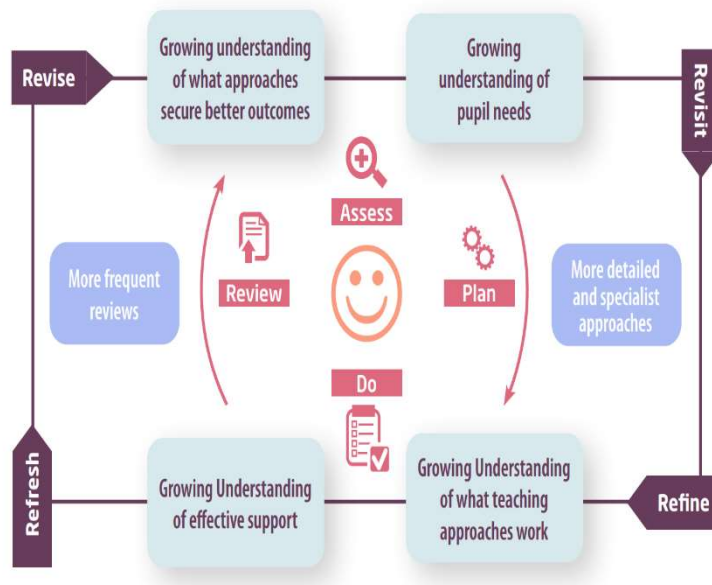 Revise
Growing understanding
of what approaches
secure better outcomes
Growing
understanding of
pupil needs
Revisit
Assess
More frequent
reviews
Review
Plan
More detailed
and specialist
approaches
Do
Refresh
Growing Understanding
of effective support
Growing Understanding
of what teaching
approaches work
Refine